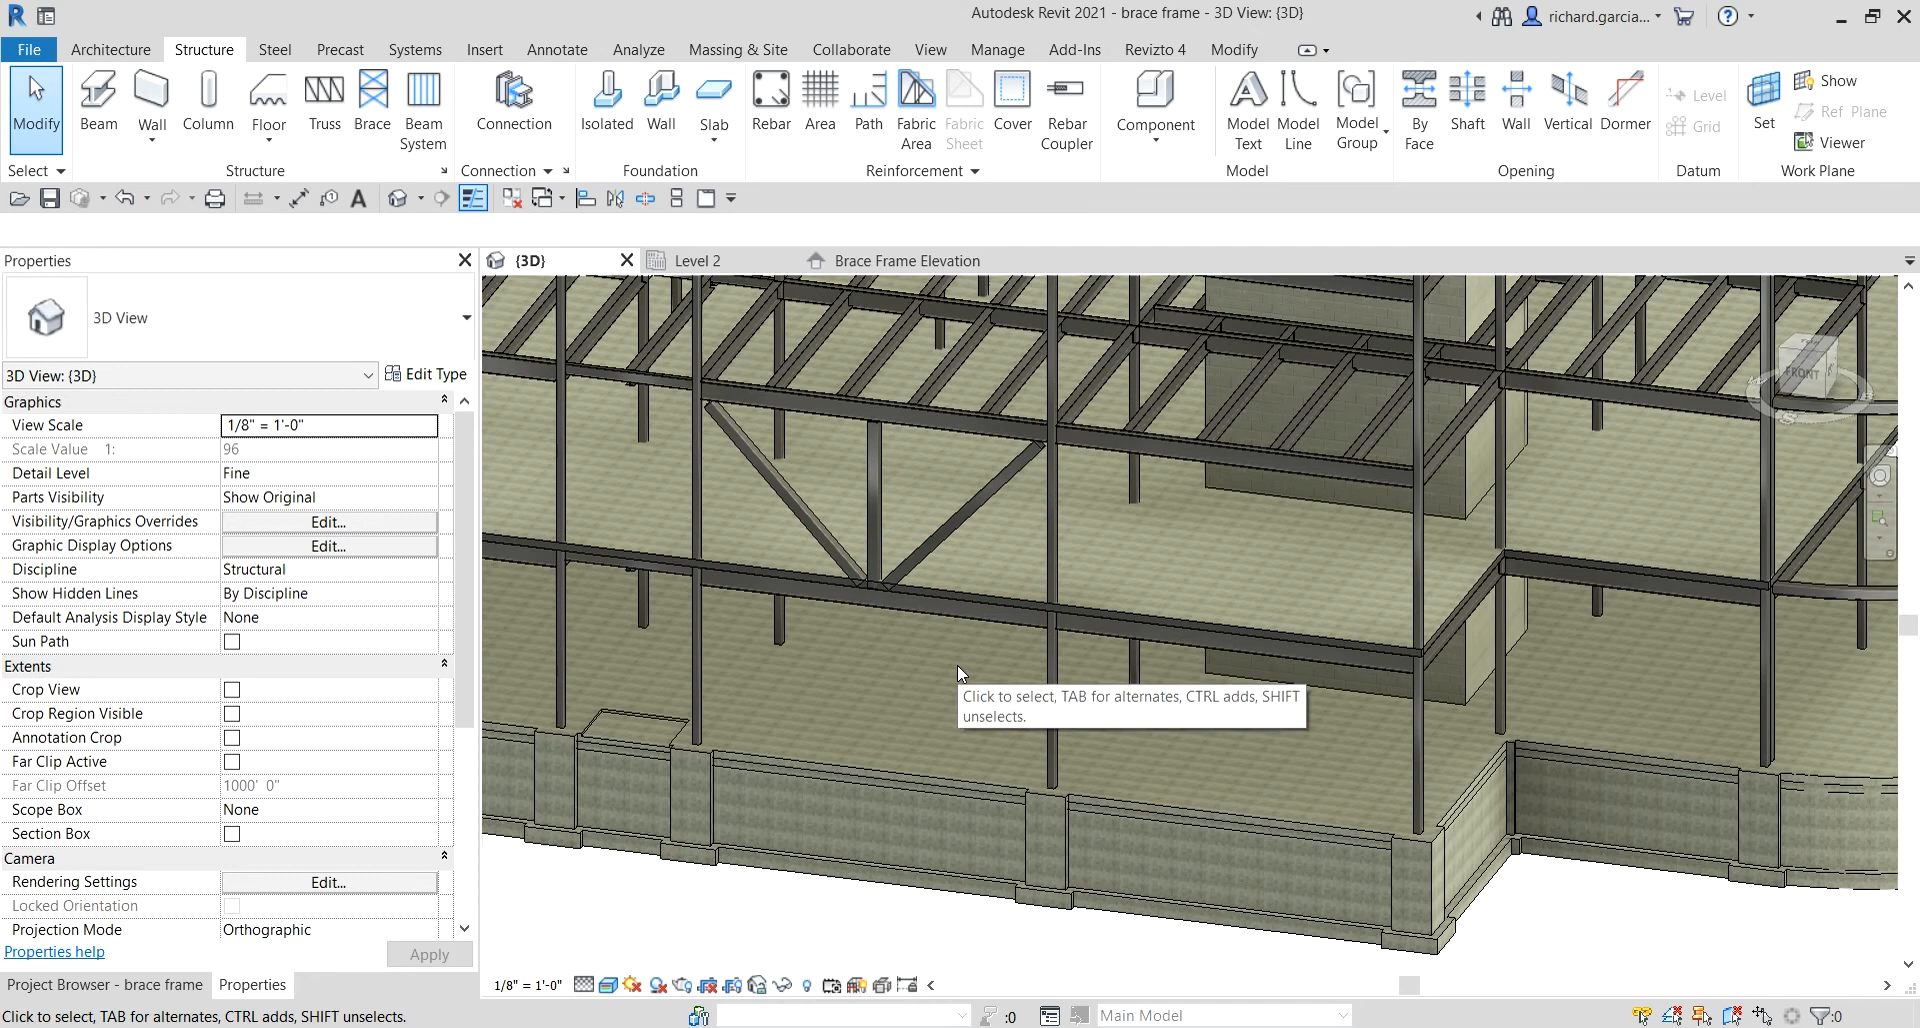 Autodesk Revit 2021 - brace frame - 3D View: {3D}
richard.garcia...
File Architecture Structure Steel Precast Systems Insert Annotate Analyze Massing & Site Collaborate View Manage Add-Ins Revizto 4 Modify
Modify Beam Wall Column Floor Truss Brace Beam System Connection Isolated Wall Slab Rebar Area Path Fabric Area Fabric Sheet Cover Rebar Coupler Component Model Text Model Line Model Group By Face Shaft Wall Vertical Dormer Level Grid Set Show Ref Plane Viewer
Select Structure Connection Foundation Reinforcement Model Opening Datum Work Plane
Properties
{3D} Level 2 Brace Frame Elevation
3D View
3D View: {3D} Edit Type
Graphics
View Scale 1/8" = 1'-0"
Scale Value 1: 96
Detail Level Fine
Parts Visibility Show Original
Visibility/Graphics Overrides Edit...
Graphic Display Options Edit...
Discipline Structural
Show Hidden Lines By Discipline
Default Analysis Display Style None
Sun Path
Extents
Crop View
Crop Region Visible
Annotation Crop
Far Clip Active
Far Clip Offset 1000' 0"
Scope Box None
Section Box
Camera
Rendering Settings Edit...
Locked Orientation
Projection Mode Orthographic
Properties help Apply
Project Browser - brace frame Properties
FRONT
Click to select, TAB for alternates, CTRL adds, SHIFT
unselects.
1/8" = 1'-0"
Click to select, TAB for alternates, CTRL adds, SHIFT unselects. :0 Main Model :0